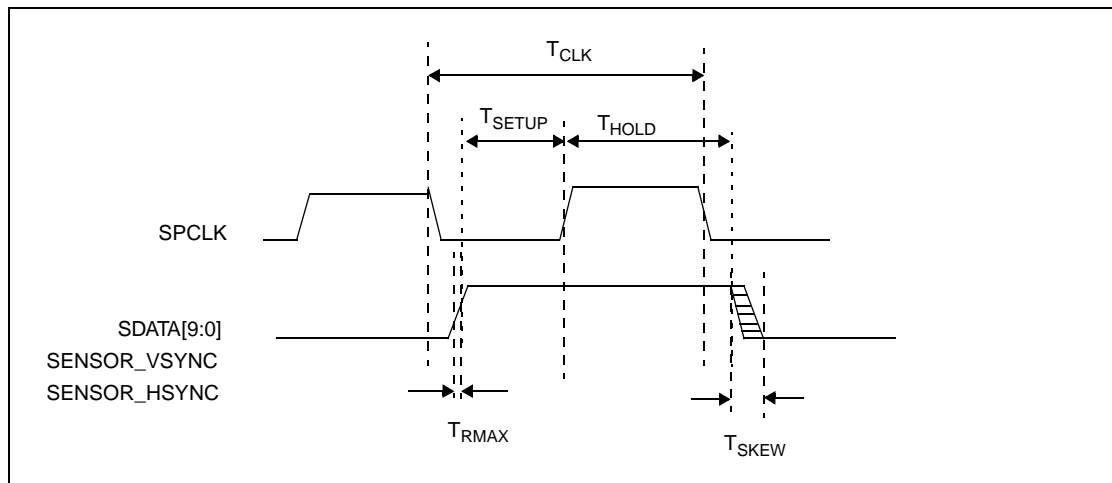 TCLK
TSETUP THOLD
SPCLK
SDATA[9:0]
SENSOR_VSYNC
SENSOR_HSYNC
TRMAX
TSKEW